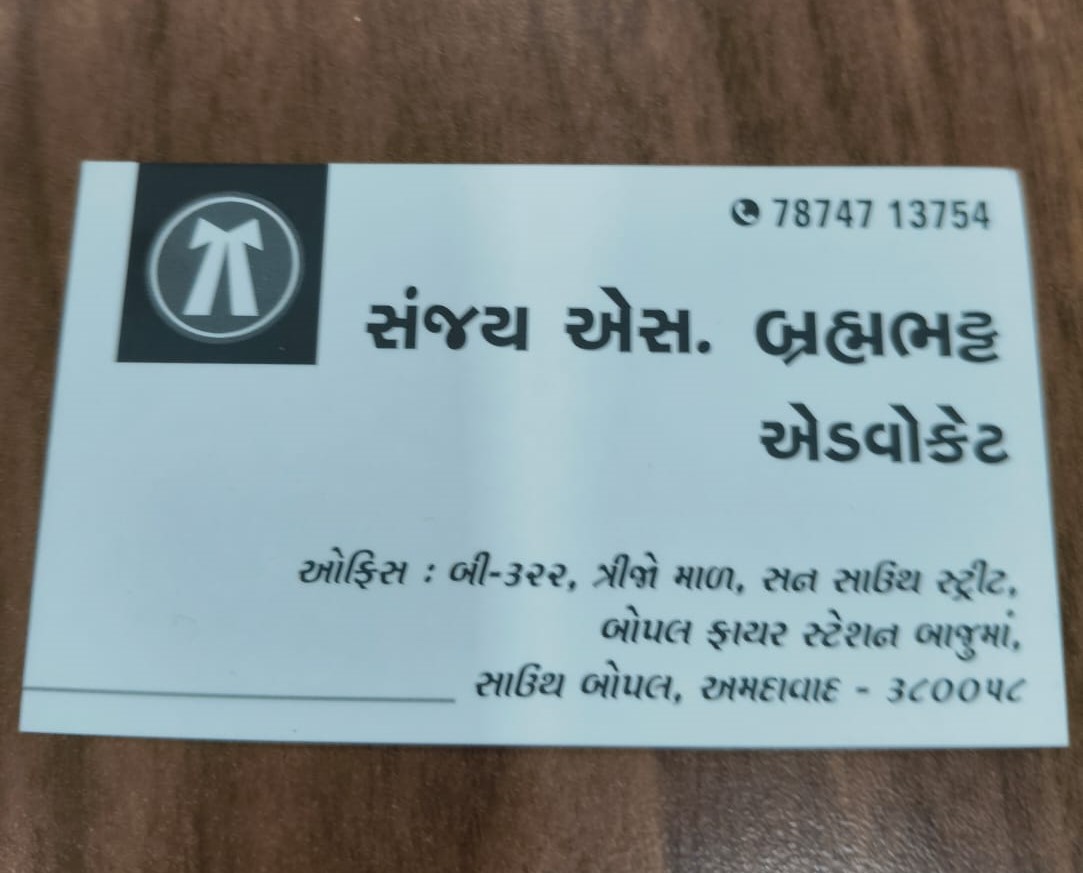 78747 13754
સંજય એસ. બ્રહ્મભટ્ટ
એડવોકેટ
ઓફિસ : બી-૩૨૨, ત્રીજો માળ, સન સાઉથ સ્ટ્રીટ,
બોપલ ફાયર સ્ટેશન બાજુમાં,
સાઉથ બોપલ, અમદાવાદ - ૩૮૦૦૫૮